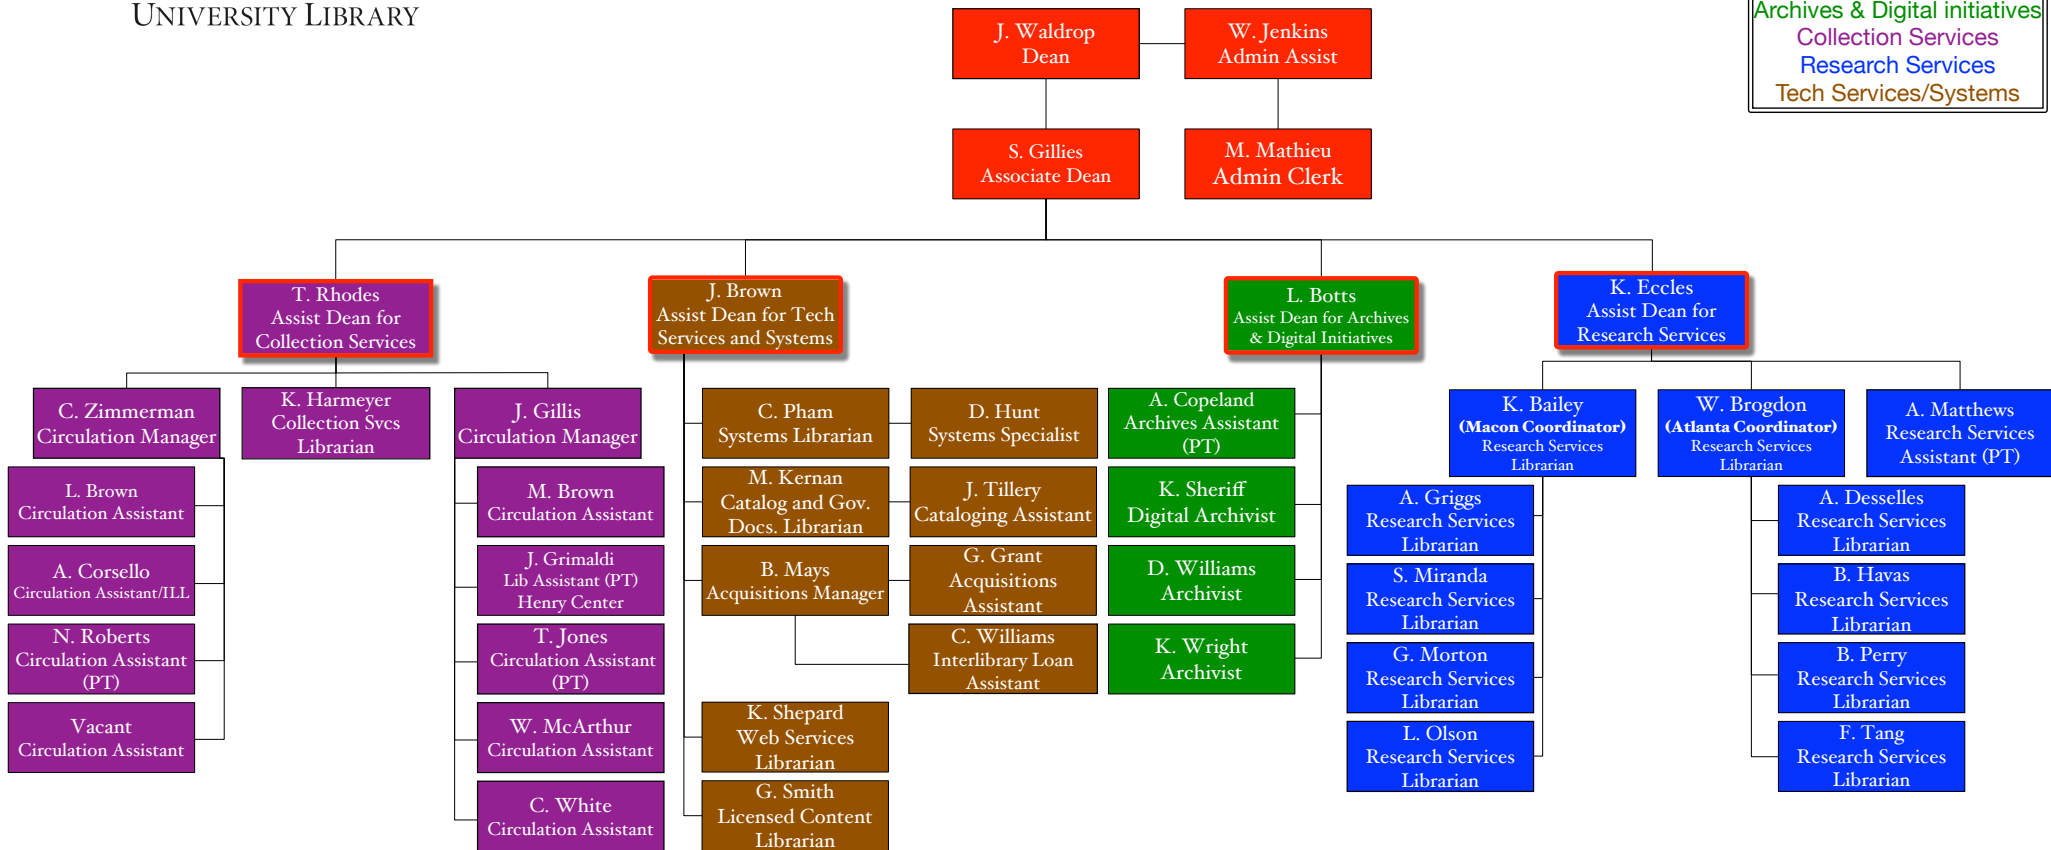 UNIVERSITY LIBRARY
Archives & Digital initiatives
Collection Services
Research Services
Tech Services/Systems
J. Waldrop
Dean
W. Jenkins
Admin Assist
S. Gillies
Associate Dean
M. Mathieu
Admin Clerk
T. Rhodes
Assist Dean for
Collection Services
J. Brown
Assist Dean for Tech
Services and Systems
L. Botts
Assist Dean for Archives
& Digital Initiatives
K. Eccles
Assist Dean for
Research Services
C. Zimmerman
Circulation Manager
K. Harmeyer
Collection Svcs
Librarian
J. Gillis
Circulation Manager
L. Brown
Circulation Assistant
A. Corsello
Circulation Assistant/ILL
N. Roberts
Circulation Assistant
(PT)
Vacant
Circulation Assistant
M. Brown
Circulation Assistant
J. Grimaldi
Lib Assistant (PT)
Henry Center
T. Jones
Circulation Assistant
(PT)
W. McArthur
Circulation Assistant
C. White
Circulation Assistant
C. Pham
Systems Librarian
D. Hunt
Systems Specialist
M. Kernan
Catalog and Gov.
Docs. Librarian
J. Tillery
Cataloging Assistant
B. Mays
Acquisitions Manager
G. Grant
Acquisitions
Assistant
C. Williams
Interlibrary Loan
Assistant
K. Shepard
Web Services
Librarian
G. Smith
Licensed Content
Librarian
A. Copeland
Archives Assistant
(PT)
K. Sheriff
Digital Archivist
D. Williams
Archivist
K. Wright
Archivist
K. Bailey
(Macon Coordinator)
Research Services
Librarian
W. Brogdon
(Atlanta Coordinator)
Research Services
Librarian
A. Matthews
Research Services
Assistant (PT)
A. Griggs
Research Services
Librarian
S. Miranda
Research Services
Librarian
G. Morton
Research Services
Librarian
L. Olson
Research Services
Librarian
A. Desselles
Research Services
Librarian
B. Havas
Research Services
Librarian
B. Perry
Research Services
Librarian
F. Tang
Research Services
Librarian